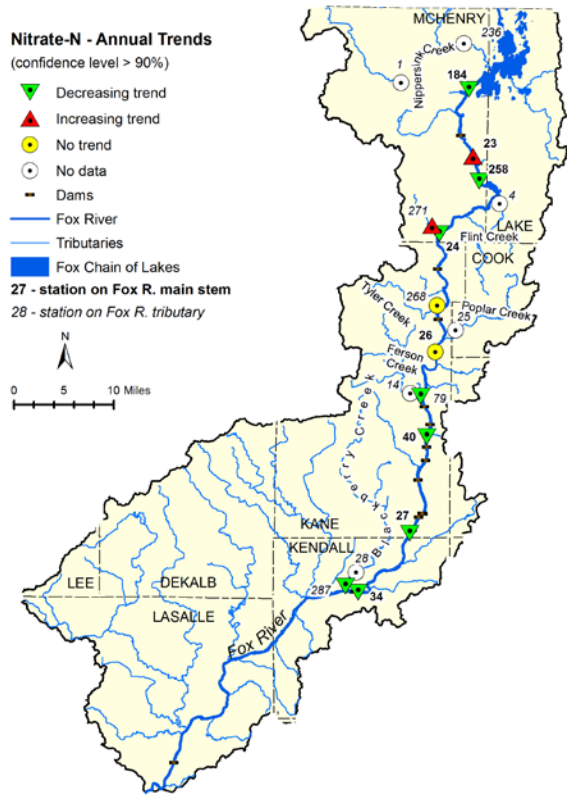 Nitrate-N - Annual Trends
(confidence level > 90%)
Decreasing trend
Increasing trend
No trend
No data
Dams
Fox River
Tributaries
Fox Chain of Lakes
27 - station on Fox R. main stem
28 - station on Fox R. tributary
N
0 5 10 Miles
MCHENRY
236
Nippersink Creek
1
184
23
258
4
271
LAKE
24
Flint Creek
COOK
Tyler Creek
268
Poplar Creek
25
26
Ferson Creek
14
79
40
Blackberry Creek
27
KANE
KENDALL
28
LEE
DEKALB
287
34
LASALLE
Fox River